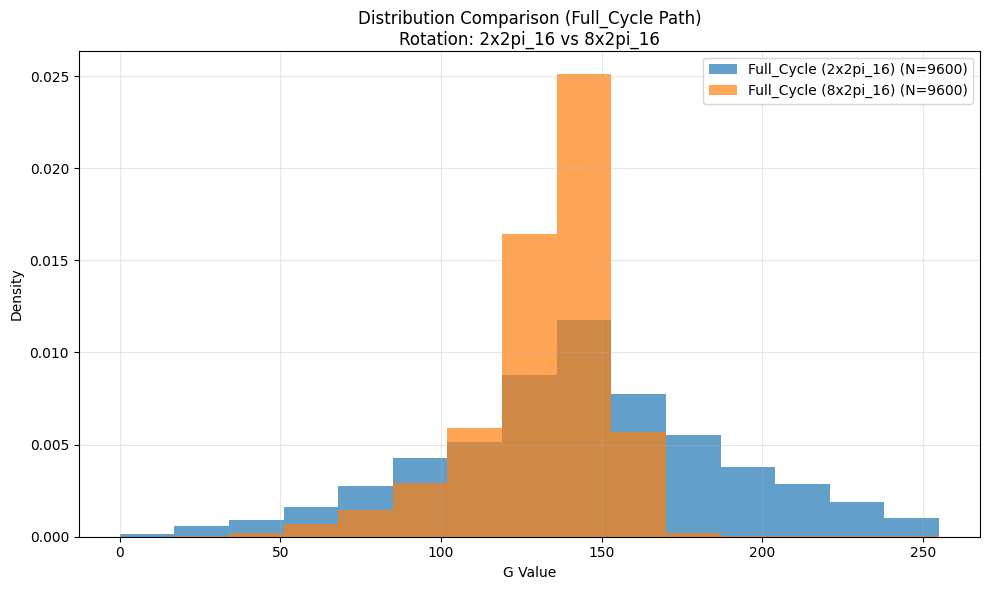 Distribution Comparison (Full_Cycle Path)
Rotation: 2x2pi_16 vs 8x2pi_16
Full_Cycle (2x2pi_16) (N=9600)
Full_Cycle (8x2pi_16) (N=9600)
Density
0.025
0.020
0.015
0.010
0.005
0.000
0 50 100 150 200 250
G Value